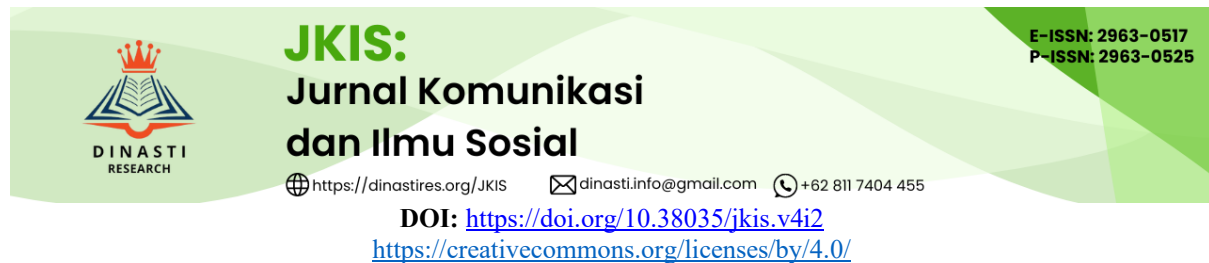 DINASTI
RESEARCH
JKIS:
Jurnal Komunikasi
dan Ilmu Sosial
https://dinastires.org/JKIS dinasti.info@gmail.com +62 811 7404 455
E-ISSN: 2963-0517
P-ISSN: 2963-0525
DOI: https://doi.org/10.38035/jkis.v4i2
https://creativecommons.org/licenses/by/4.0/